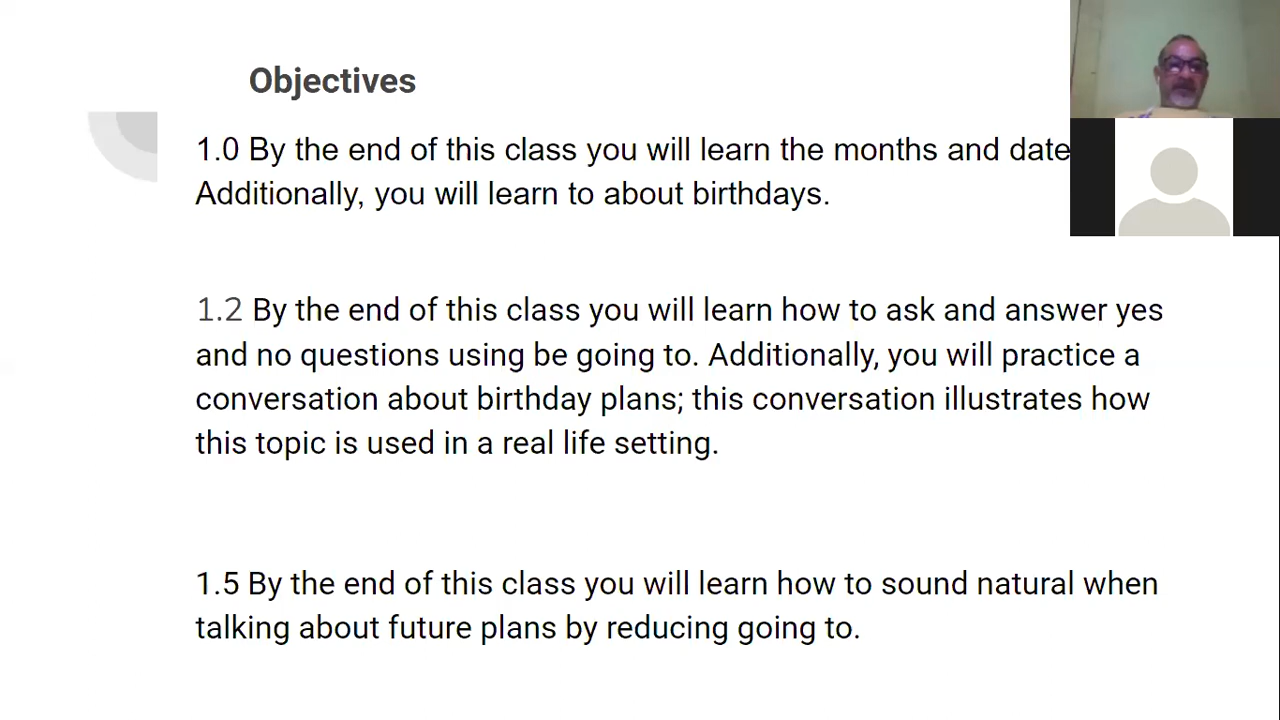 Objectives
1.0 By the end of this class you will learn the months and date
Additionally, you will learn to about birthdays.
1.2 By the end of this class you will learn how to ask and answer yes
and no questions using be going to. Additionally, you will practice a
conversation about birthday plans; this conversation illustrates how
this topic is used in a real life setting.
1.5 By the end of this class you will learn how to sound natural when
talking about future plans by reducing going to.